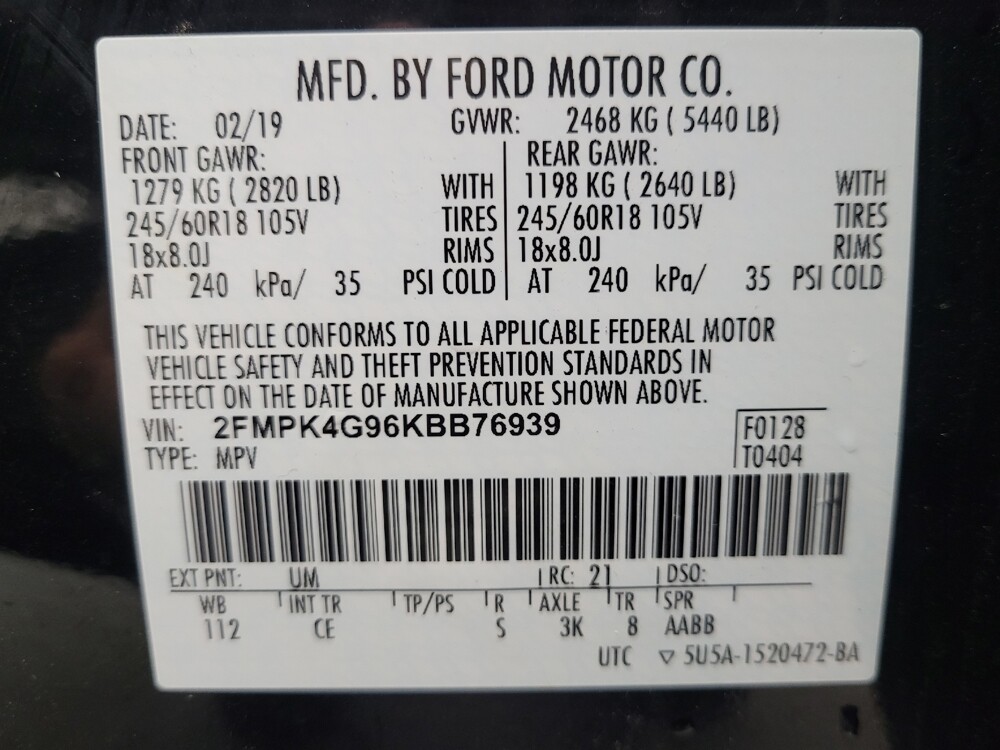 MFD. BY FORD MOTOR CO.
DATE: 02/19 GVWR: 2468 KG ( 5440 LB)
FRONT GAWR: REAR GAWR:
1279 KG ( 2820 LB) WITH 1198 KG ( 2640 LB) WITH
245/60R18 105V TIRES 245/60R18 105V TIRES
18x8.0J RIMS 18x8.0J RIMS
AT 240 kPa/ 35 PSI COLD AT 240 kPa/ 35 PSI COLD
THIS VEHICLE CONFORMS TO ALL APPLICABLE FEDERAL MOTOR
VEHICLE SAFETY AND THEFT PREVENTION STANDARDS IN
EFFECT ON THE DATE OF MANUFACTURE SHOWN ABOVE.
VIN: 2FMPK4G96KBB76939 F0128
TYPE: MPV T0404
EXT PNT: UM RC: 21 DSO:
WB INT TR TP/PS R AXLE TR SPR
112 CE S 3K 8 AABB
UTC ▽ 5U5A-1520472-BA